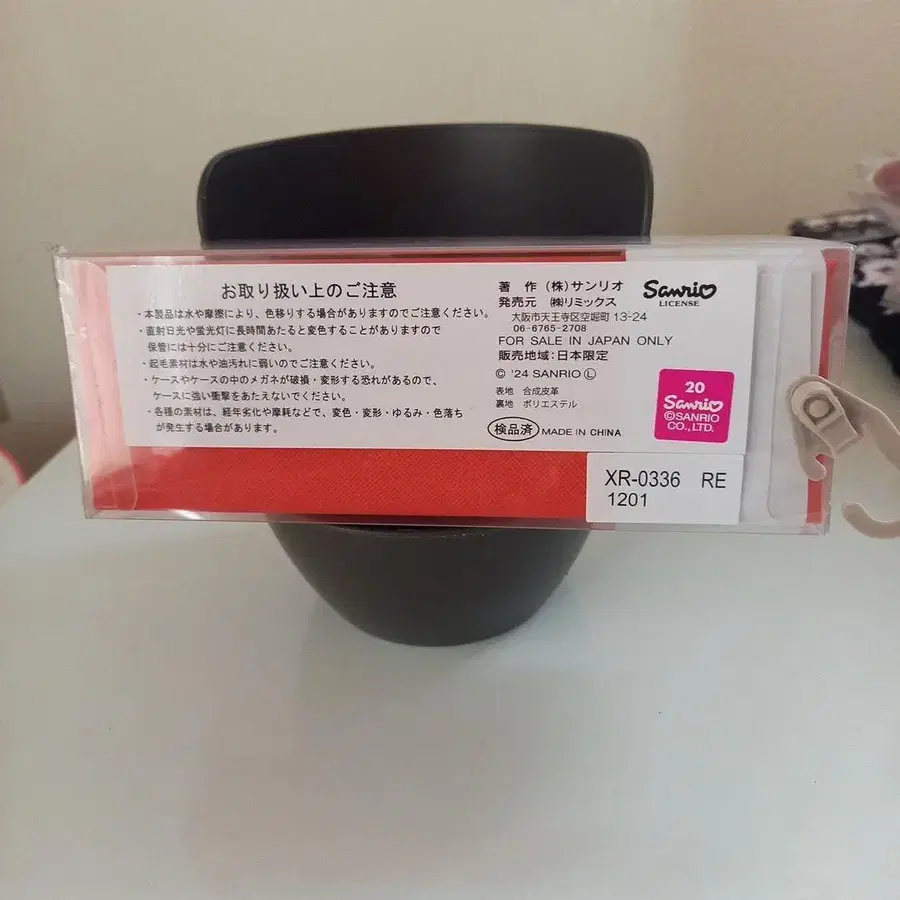 お取り扱い上のご注意
・本製品は水や摩擦により、色移りする場合がありますのでご注意ください。
・直射日光や蛍光灯に長時間あたると変色することがありますので
保管には十分にご注意ください。
・起毛素材は水や油汚れに弱いのでご注意ください。
・ケースやケースの中のメガネが破損・変形する恐れがあるので、
ケースに強い衝撃をあたえないでください。
・各種の素材は、経年劣化や摩耗などで、変色・変形・ゆるみ・色落ち
が発生する場合があります。
著 作 (株)サンリオ
発売元 ㈱リミックス
大阪市天王寺区空堀町 13-24
06-6765-2708
FOR SALE IN JAPAN ONLY
販売地域:日本限定
© '24 SANRIO Ⓛ
表地 合成皮革
裏地 ポリエステル
検品済 MADE IN CHINA
Sanrio
LICENSE
20
Sanrio
©SANRIO
CO.,LTD.
XR-0336 RE
1201